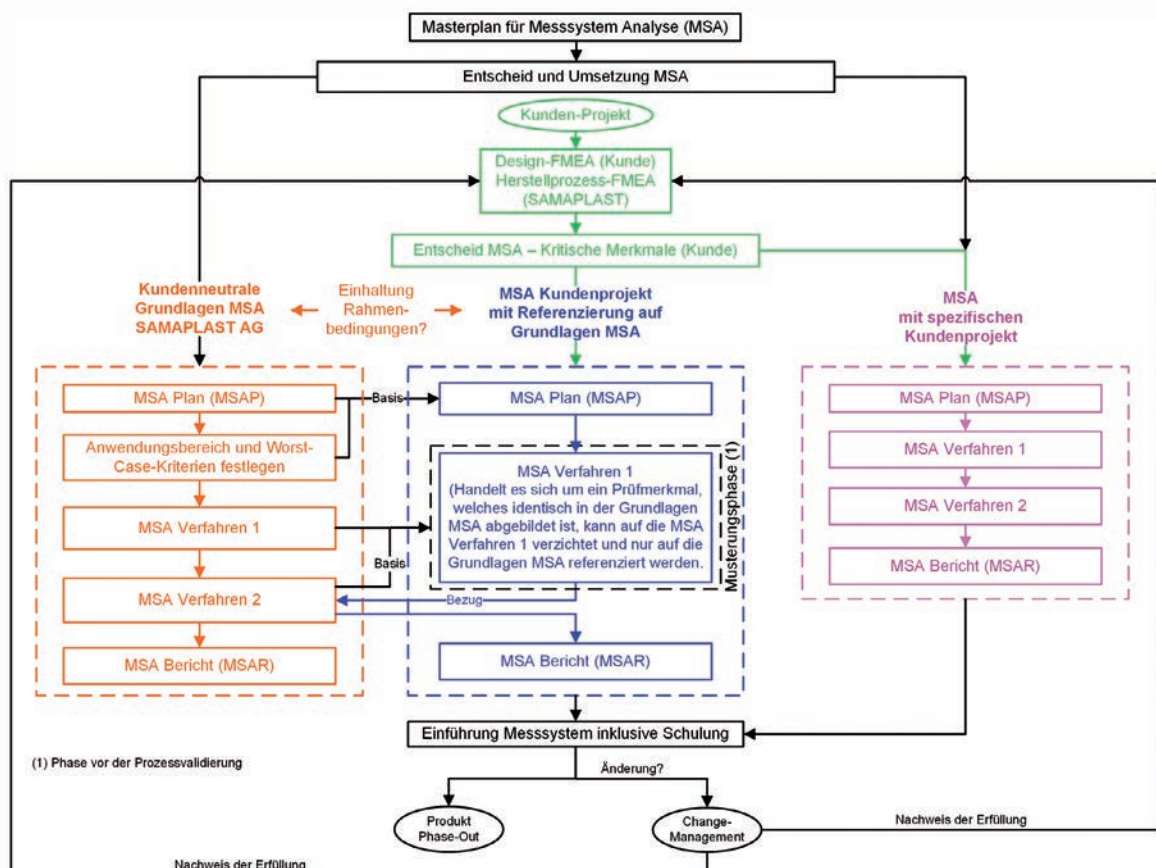 Masterplan für Messsystem Analyse (MSA)
Entscheid und Umsetzung MSA
Kunden-Projekt
Design-FMEA (Kunde)
Herstellprozess-FMEA
(SAMAPLAST)
Entscheid MSA – Kritische Merkmale (Kunde)
Kundenneutrale
Grundlagen MSA
SAMAPLAST AG
Einhaltung
Rahmen-
bedingungen?
MSA Kundenprojekt
mit Referenzierung auf
Grundlagen MSA
MSA
mit spezifischen
Kundenprojekt
MSA Plan (MSAP)
Anwendungsbereich und Worst-
Case-Kriterien festlegen
MSA Verfahren 1
MSA Verfahren 2
MSA Bericht (MSAR)
Basis
Basis
MSA Plan (MSAP)
MSA Verfahren 1
(Handelt es sich um ein Prüfmerkmal,
welches identisch in der Grundlagen
MSA abgebildet ist, kann auf die MSA
Verfahren 1 verzichtet und nur auf die
Grundlagen MSA referenziert werden.
Musterungsphase (1)
Bezug
MSA Bericht (MSAR)
MSA Plan (MSAP)
MSA Verfahren 1
MSA Verfahren 2
MSA Bericht (MSAR)
Einführung Messsystem inklusive Schulung
(1) Phase vor der Prozessvalidierung
Änderung?
Produkt
Phase-Out
Change-
Management
Nachweis der Erfüllung
Nachweis der Erfüllung